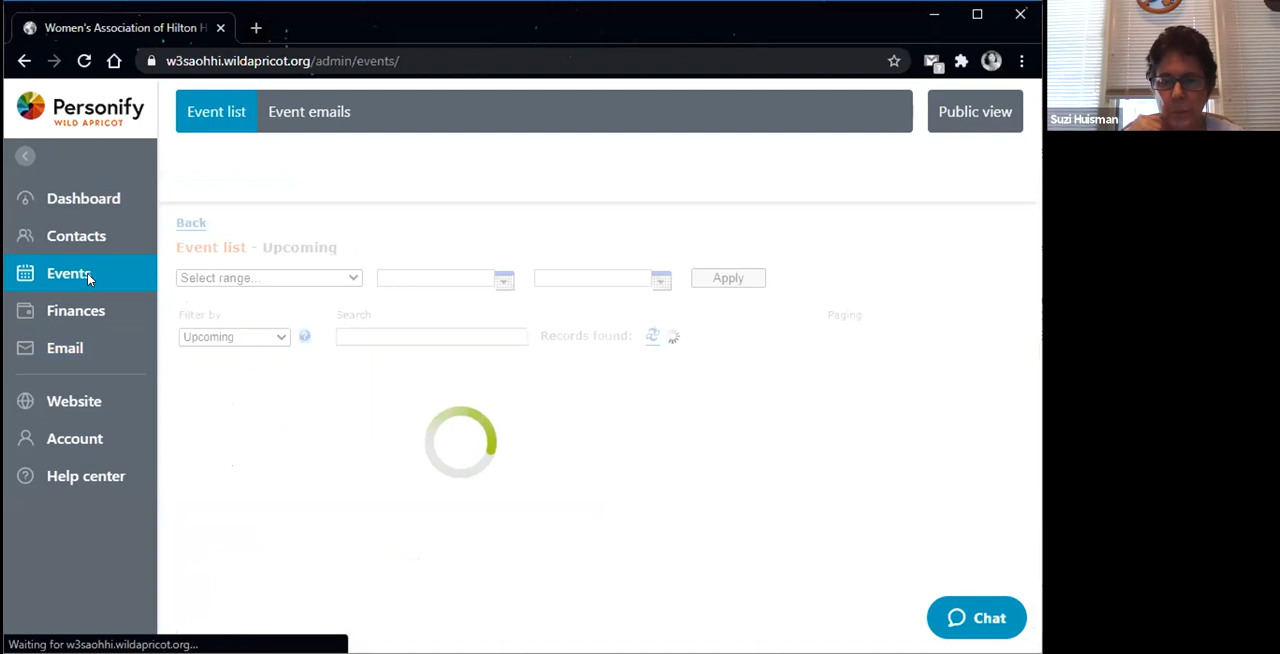 Women's Association of Hilton H
w3saohhi.wildapricot.org/admin/events/
Personify
WILD APRICOT
Event list
Event emails
Public view
Suzi Huisman
Dashboard
Contacts
Events
Finances
Email
Website
Account
Help center
Back
Event list - Upcoming
Select range...
Apply
Filter by
Search
Paging
Upcoming
Records found:
Chat
Waiting for w3saohhi.wildapricot.org...